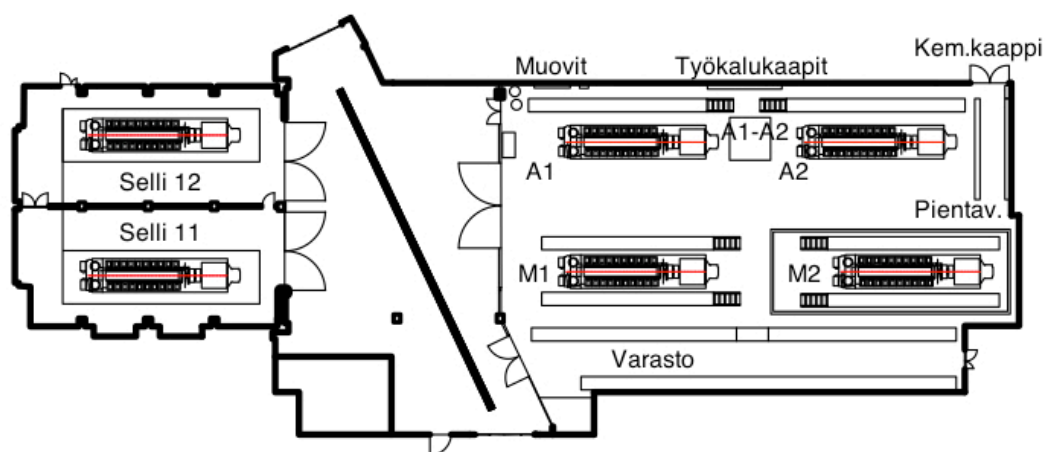 Kem.kaappi
Muovit
Työkalukaapit
A1-A2
A1
A2
Selli 12
Pientav.
Selli 11
M1
M2
Varasto